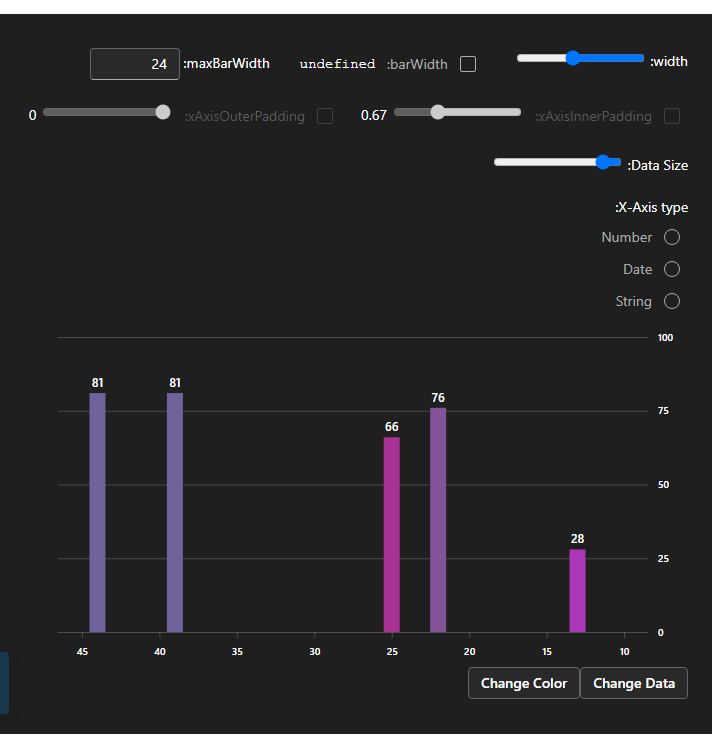 24 :maxBarWidth undefined :barWidth :width
0 :xAxisOuterPadding 0.67 :xAxisInnerPadding
:Data Size
:X-Axis type
Number
Date
String
100
81 81
76
75
66
50
28
25
0
45 40 35 30 25 20 15 10
Change Color Change Data